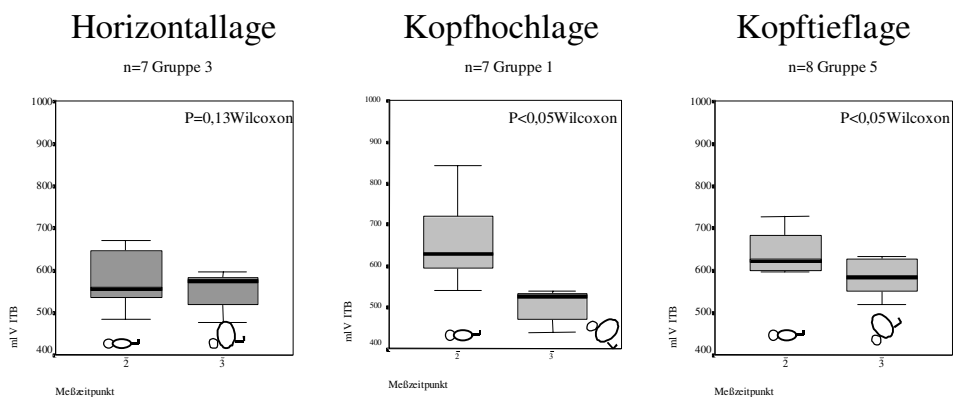 Horizontallage
n=7 Gruppe 3
1000
P=0,13Wilcoxon
900
800
700
600
500
400
ml V ITB
2
3
Meßzeitpunkt
Kopfhochlage
n=7 Gruppe 1
1000
P<0,05Wilcoxon
900
800
700
600
500
400
ml V ITB
2
3
Meßzeitpunkt
Kopftieflage
n=8 Gruppe 5
1000
P<0,05Wilcoxon
900
800
700
600
500
400
ml V ITB
2
3
Meßzeitpunkt